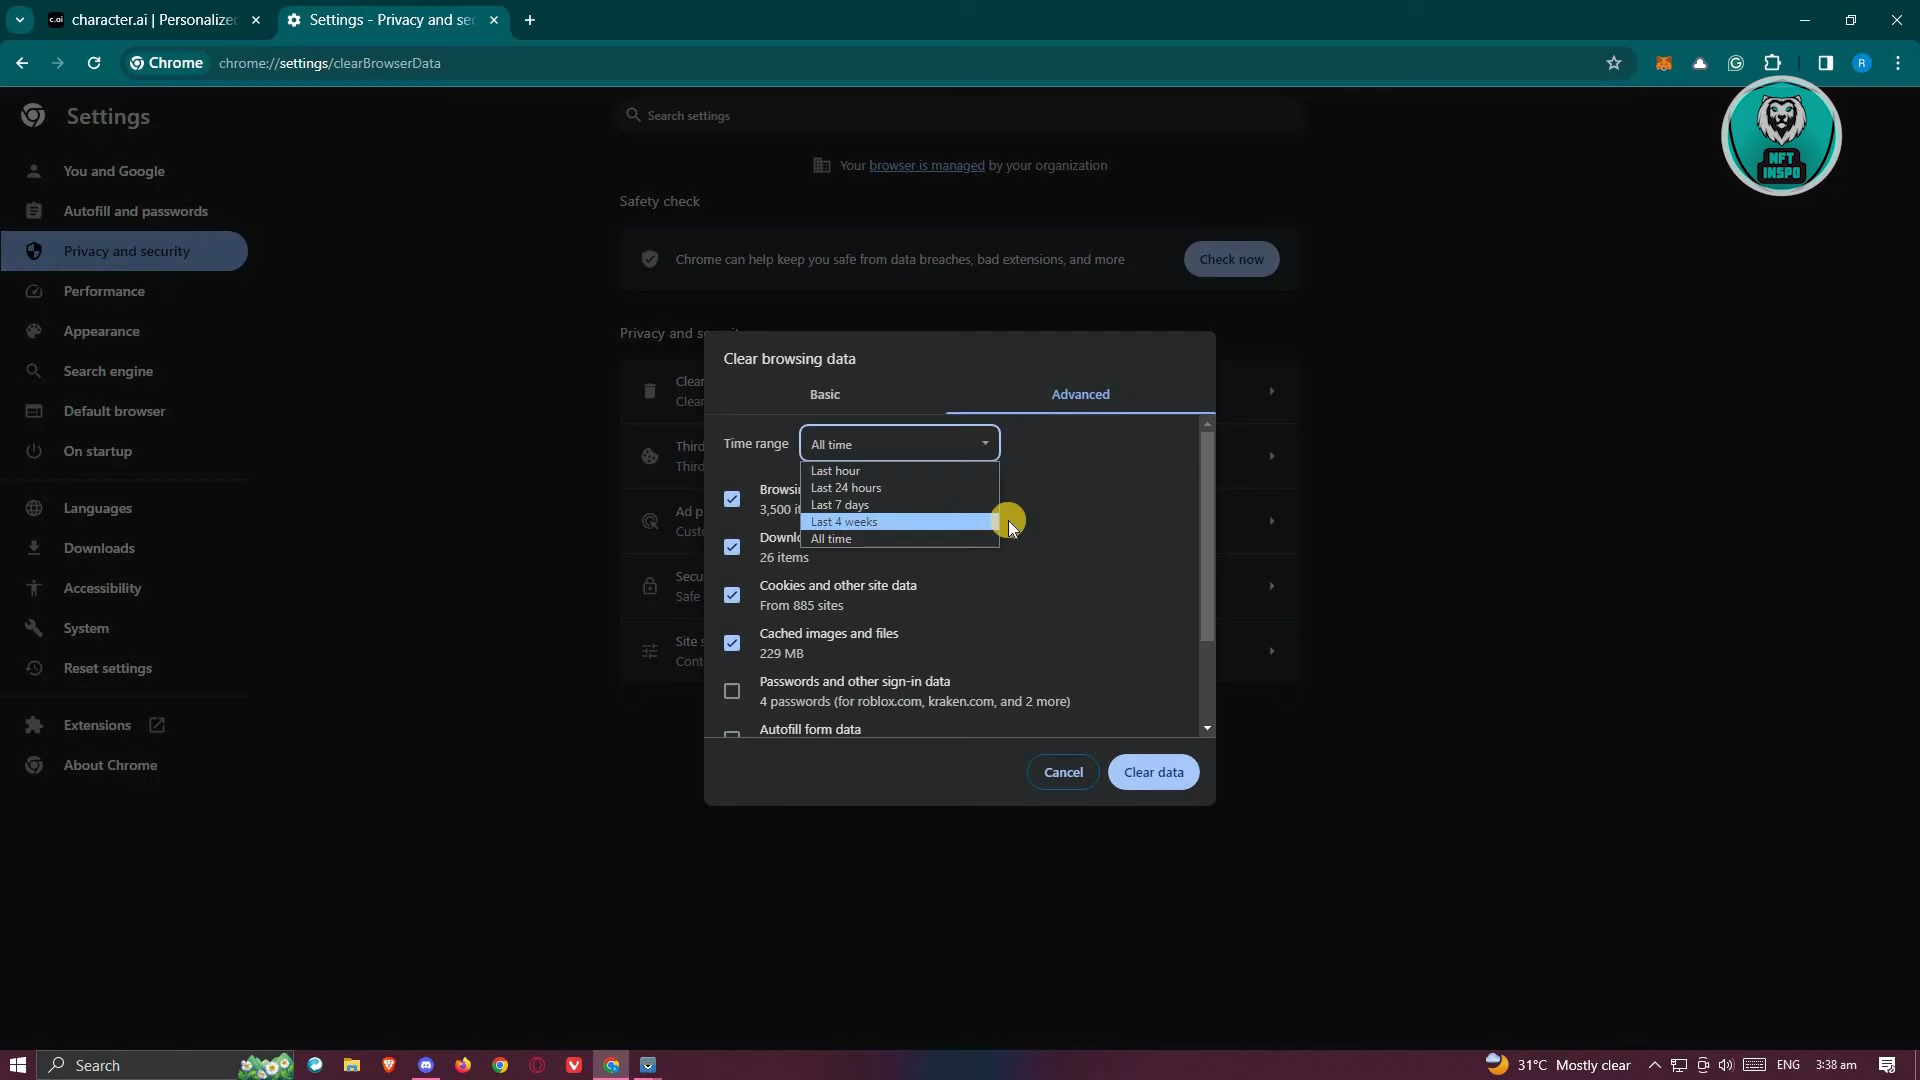 c.ai character.ai | Personalized
Settings - Privacy and se
Chrome chrome://settings/clearBrowserData
G
R
Settings
Search settings
NFT
INSPO
Your browser is managed by your organization
You and Google
Autofill and passwords
Privacy and security
Performance
Appearance
Search engine
Default browser
On startup
Languages
Downloads
Accessibility
System
Reset settings
Extensions
About Chrome
Safety check
Chrome can help keep you safe from data breaches, bad extensions, and more
Check now
Privacy and
Clear
Clear
Third
Third
Ad p
Custo
Secu
Safe
Site s
Cont
Clear browsing data
Basic
Advanced
Time range
All time
Last hour
Last 24 hours
Last 7 days
Last 4 weeks
All time
Browsi
3,500 it
Downlo
26 items
Cookies and other site data
From 885 sites
Cached images and files
229 MB
Passwords and other sign-in data
4 passwords (for roblox.com, kraken.com, and 2 more)
Autofill form data
Cancel
Clear data
Search
31°C Mostly clear
ENG
3:38 am